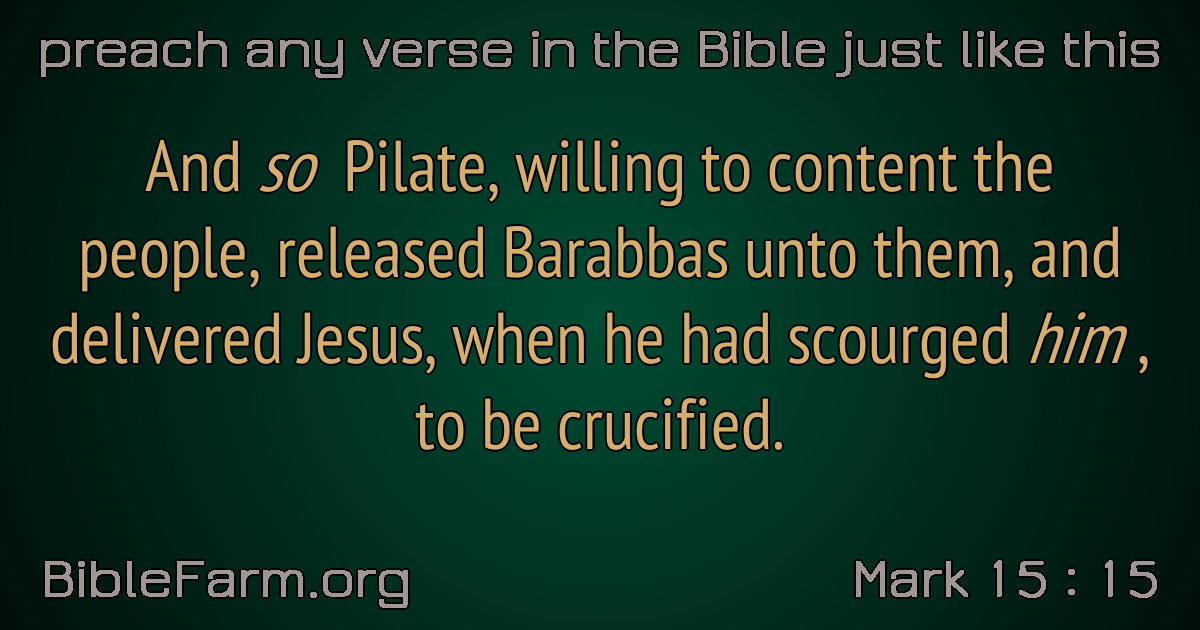 preach any verse in the Bible just like this
And so Pilate, willing to content the
people, released Barabbas unto them, and
delivered Jesus, when he had scourged him ,
to be crucified.
BibleFarm.org
Mark 15 : 15